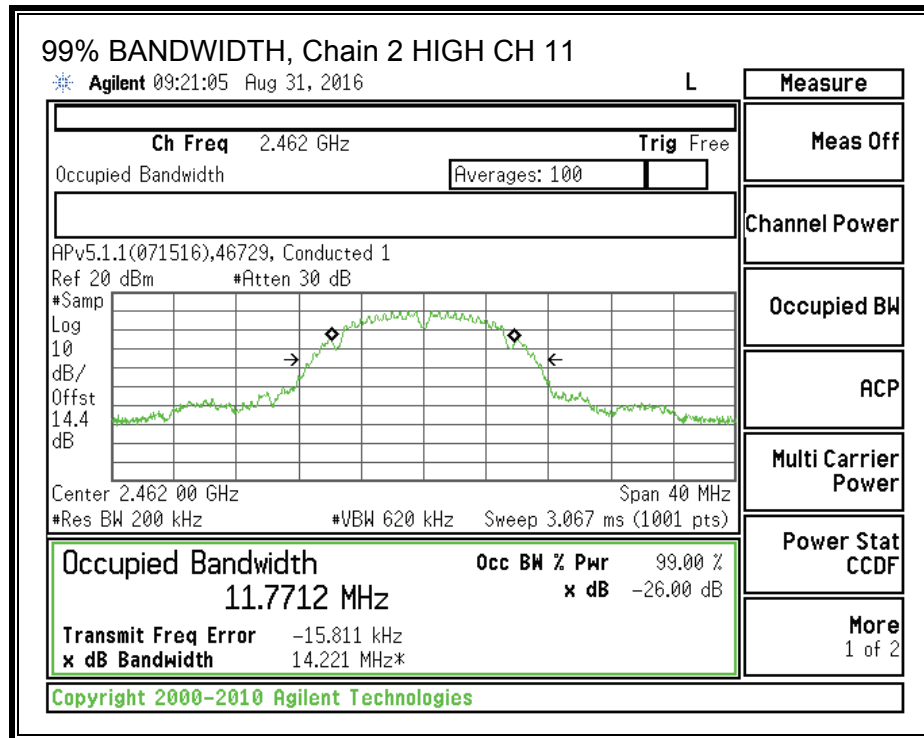 99% BANDWIDTH, Chain 2 HIGH CH 11
Agilent 09:21:05 Aug 31, 2016 L
Measure
Ch Freq 2.462 GHz Trig Free
Occupied Bandwidth Averages: 100
APv5.1.1(071516),46729, Conducted 1
Ref 20 dBm #Atten 30 dB
#Samp
Log
10
dB/
Offst
14.4
dB
Center 2.462 00 GHz Span 40 MHz
#Res BW 200 kHz #VBW 620 kHz Sweep 3.067 ms (1001 pts)
Occupied Bandwidth Occ BW % Pwr 99.00 %
11.7712 MHz x dB -26.00 dB
Transmit Freq Error -15.811 kHz
x dB Bandwidth 14.221 MHz*
Meas Off
Channel Power
Occupied BW
ACP
Multi Carrier
Power
Power Stat
CCDF
More
1 of 2
Copyright 2000-2010 Agilent Technologies